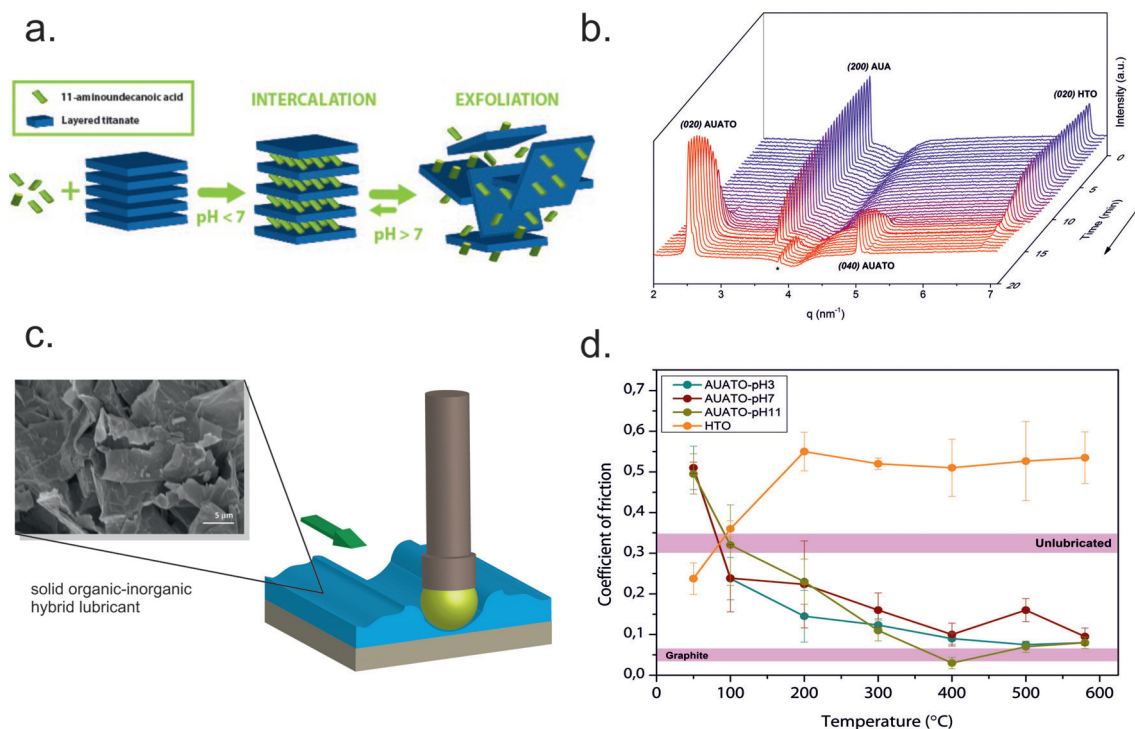 a.
11-aminoundecanoic acid
Layered titanate
INTERCALATION
EXFOLIATION
+
pH < 7
pH > 7
b.
(200) AUA
(020) HTO
(020) AUATO
(040) AUATO
*
Intensity (a.u.)
0
5
10
15
20
Time (min)
2
3
4
5
6
7
q (nm⁻¹)
c.
5 µm
solid organic-inorganic
hybrid lubricant
d.
AUATO-pH3
AUATO-pH7
AUATO-pH11
HTO
Unlubricated
Graphite
0,7
0,6
0,5
0,4
0,3
0,2
0,1
0,0
Coefficient of friction
0
100
200
300
400
500
600
Temperature (°C)